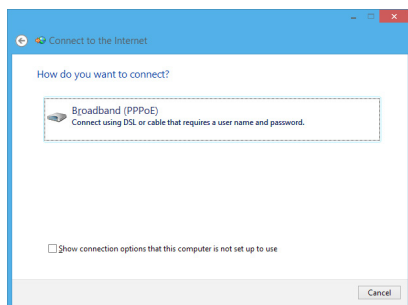 Connect to the Internet
How do you want to connect?
Broadband (PPPoE)
Connect using DSL or cable that requires a user name and password.
Show connection options that this computer is not set up to use
Cancel